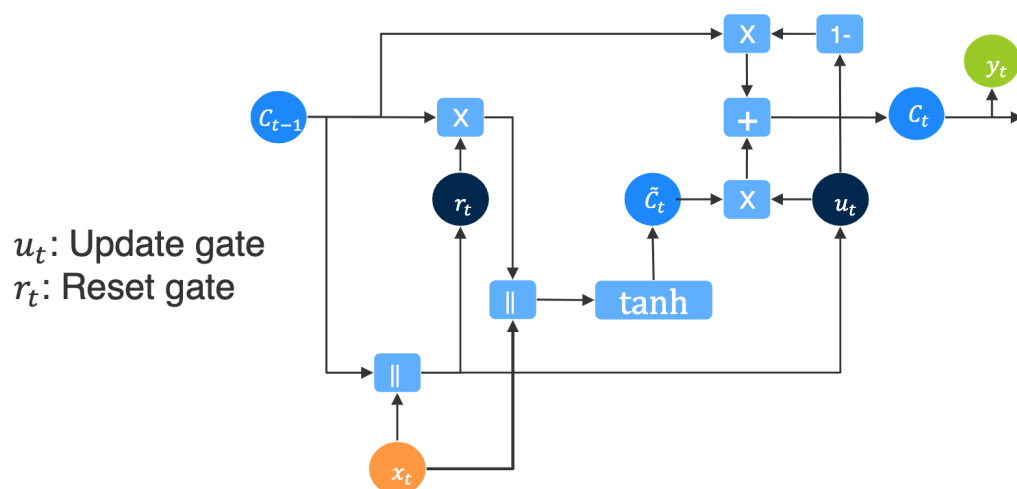 X
1-
y_t
C_{t-1}
X
+
C_t
r_t
C̃_t
X
u_t
u_t: Update gate
r_t: Reset gate
||
tanh
||
x_t